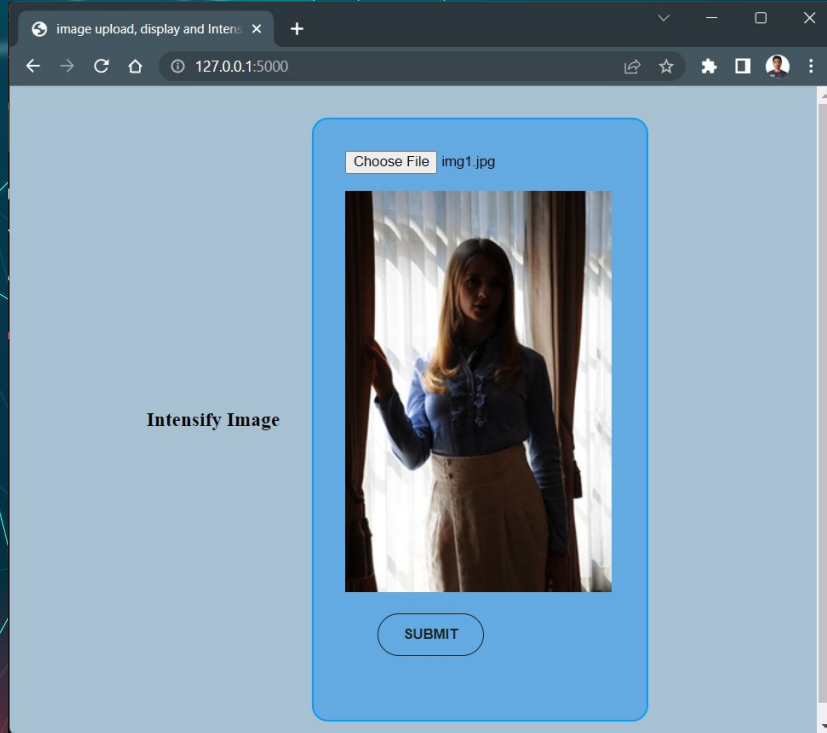 image upload, display and Intens
127.0.0.1:5000
Choose File img1.jpg
Intensify Image
SUBMIT